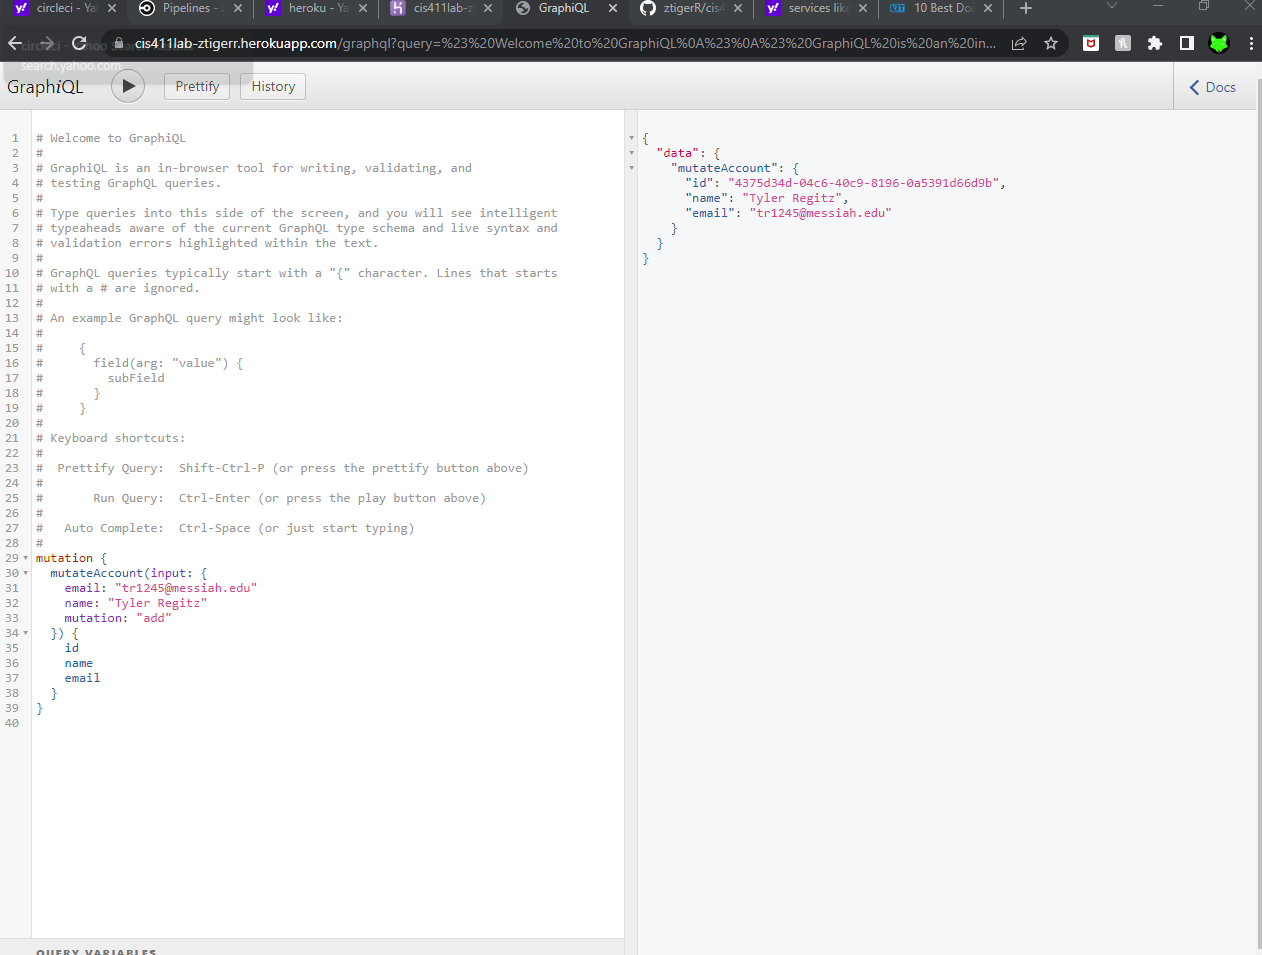 circleci - Ya
Pipelines - z
heroku - Ya
cis411lab-z
GraphiQL
ztigerR/cis4
services like
10 Best Doc
cis411lab-ztigerr.herokuapp.com/graphql?query=%23%20Welcome%20to%20GraphiQL%0A%23%0A%23%20GraphiQL%20is%20an%20in...
search.yahoo.com
GraphiQL
Prettify
History
Docs
1 # Welcome to GraphiQL
2 #
3 # GraphiQL is an in-browser tool for writing, validating, and
4 # testing GraphQL queries.
5 #
6 # Type queries into this side of the screen, and you will see intelligent
7 # typeaheads aware of the current GraphQL type schema and live syntax and
8 # validation errors highlighted within the text.
9 #
10 # GraphQL queries typically start with a "{" character. Lines that starts
11 # with a # are ignored.
12 #
13 # An example GraphQL query might look like:
14 #
15 #     {
16 #       field(arg: "value") {
17 #         subField
18 #       }
19 #     }
20 #
21 # Keyboard shortcuts:
22 #
23 #  Prettify Query:  Shift-Ctrl-P (or press the prettify button above)
24 #
25 #       Run Query:  Ctrl-Enter (or press the play button above)
26 #
27 #   Auto Complete:  Ctrl-Space (or just start typing)
28 #
29 mutation {
30   mutateAccount(input: {
31     email: "tr1245@messiah.edu"
32     name: "Tyler Regitz"
33     mutation: "add"
34   }) {
35     id
36     name
37     email
38   }
39 }
40
QUERY VARIABLES
{
  "data": {
    "mutateAccount": {
      "id": "4375d34d-04c6-40c9-8196-0a5391d66d9b",
      "name": "Tyler Regitz",
      "email": "tr1245@messiah.edu"
    }
  }
}